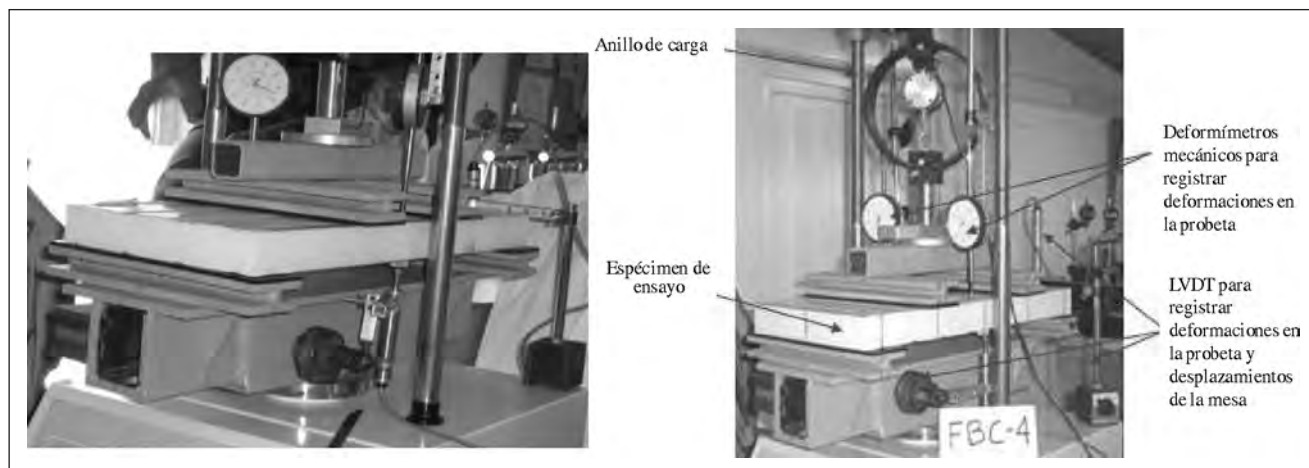 Anillo de carga
Deformímetros
mecánicos para
registrar
deformaciones en
la probeta
Espécimen de
ensayo
LVDT para
registrar
deformaciones en
la probeta y
desplazamientos
de la mesa
FBC-4